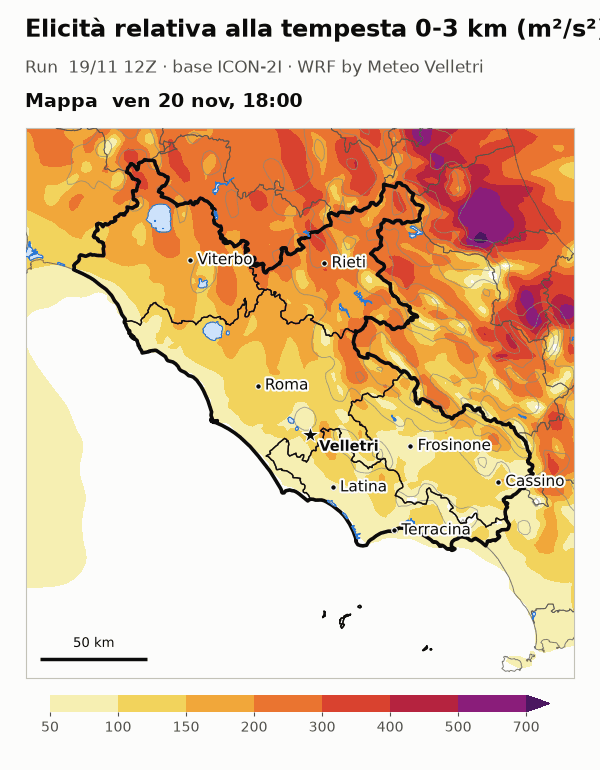 Elicità relativa alla tempesta 0-3 km (m²/s²)
Run  19/11 12Z · base ICON-2I · WRF by Meteo Velletri
Mappa  ven 20 nov, 18:00
Viterbo
Rieti
Roma
Velletri
Frosinone
Cassino
Latina
Terracina
50 km
50 100 150 200 300 400 500 700